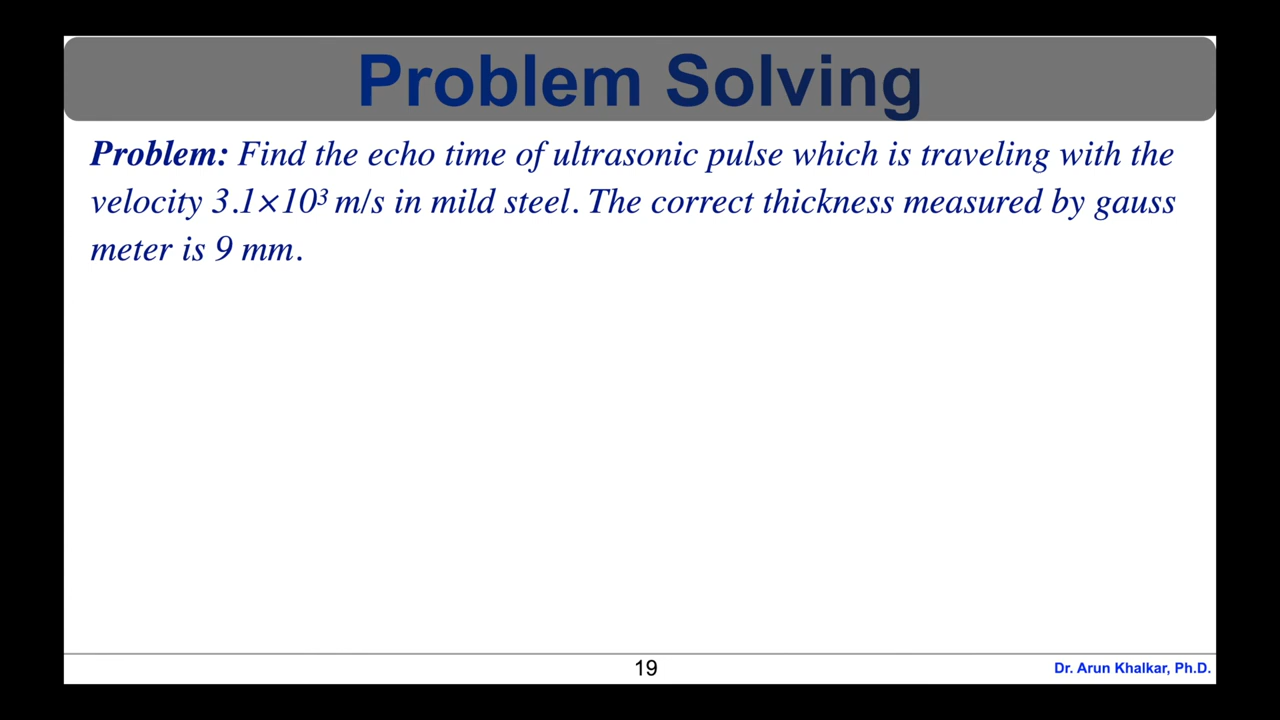 Problem Solving
Problem: Find the echo time of ultrasonic pulse which is traveling with the
velocity 3.1×10³ m/s in mild steel. The correct thickness measured by gauss
meter is 9 mm.
19
Dr. Arun Khalkar, Ph.D.